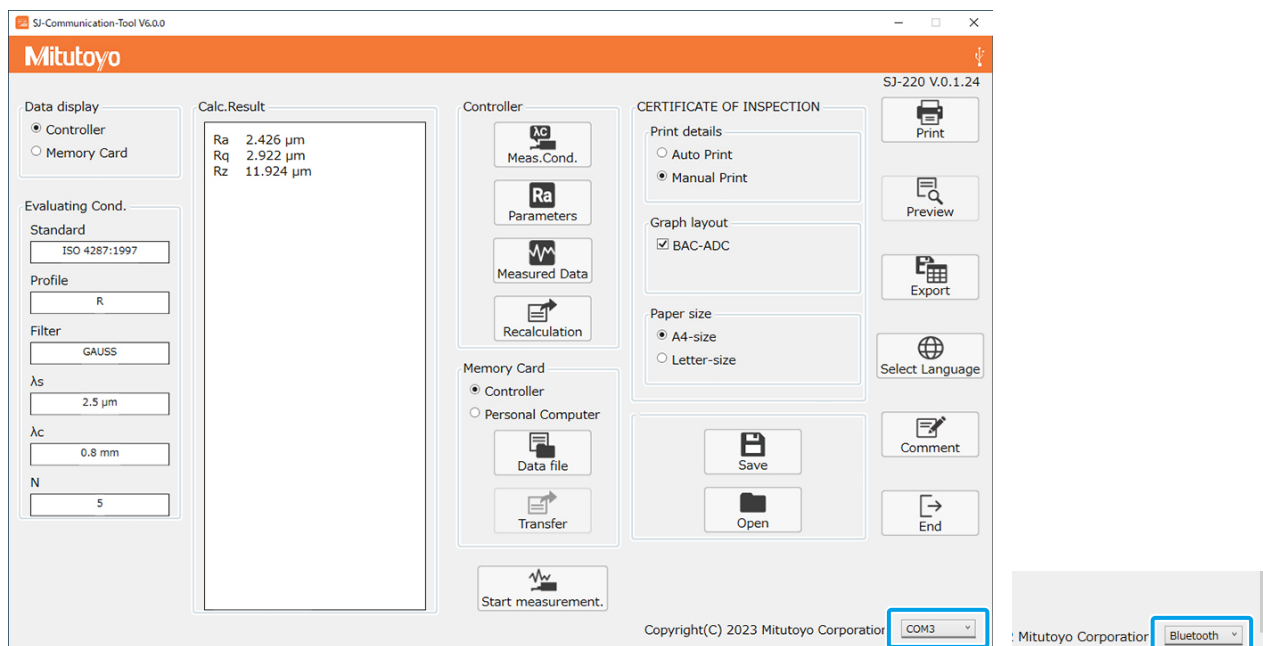 SJ-Communication-Tool V6.0.0
Mitutoyo
SJ-220 V.0.1.24
Data display
Controller
Memory Card
Evaluating Cond.
Standard
ISO 4287:1997
Profile
R
Filter
GAUSS
λs
2.5 µm
λc
0.8 mm
N
5
Calc.Result
Ra 2.426 µm
Rq 2.922 µm
Rz 11.924 µm
Controller
λC
Meas.Cond.
Ra
Parameters
Measured Data
Recalculation
Memory Card
Controller
Personal Computer
Data file
Transfer
Start measurement.
CERTIFICATE OF INSPECTION
Print details
Auto Print
Manual Print
Graph layout
BAC-ADC
Paper size
A4-size
Letter-size
Save
Open
Print
Preview
Export
Select Language
Comment
End
Copyright(C) 2023 Mitutoyo Corporatior
COM3
Mitutoyo Corporatior
Bluetooth